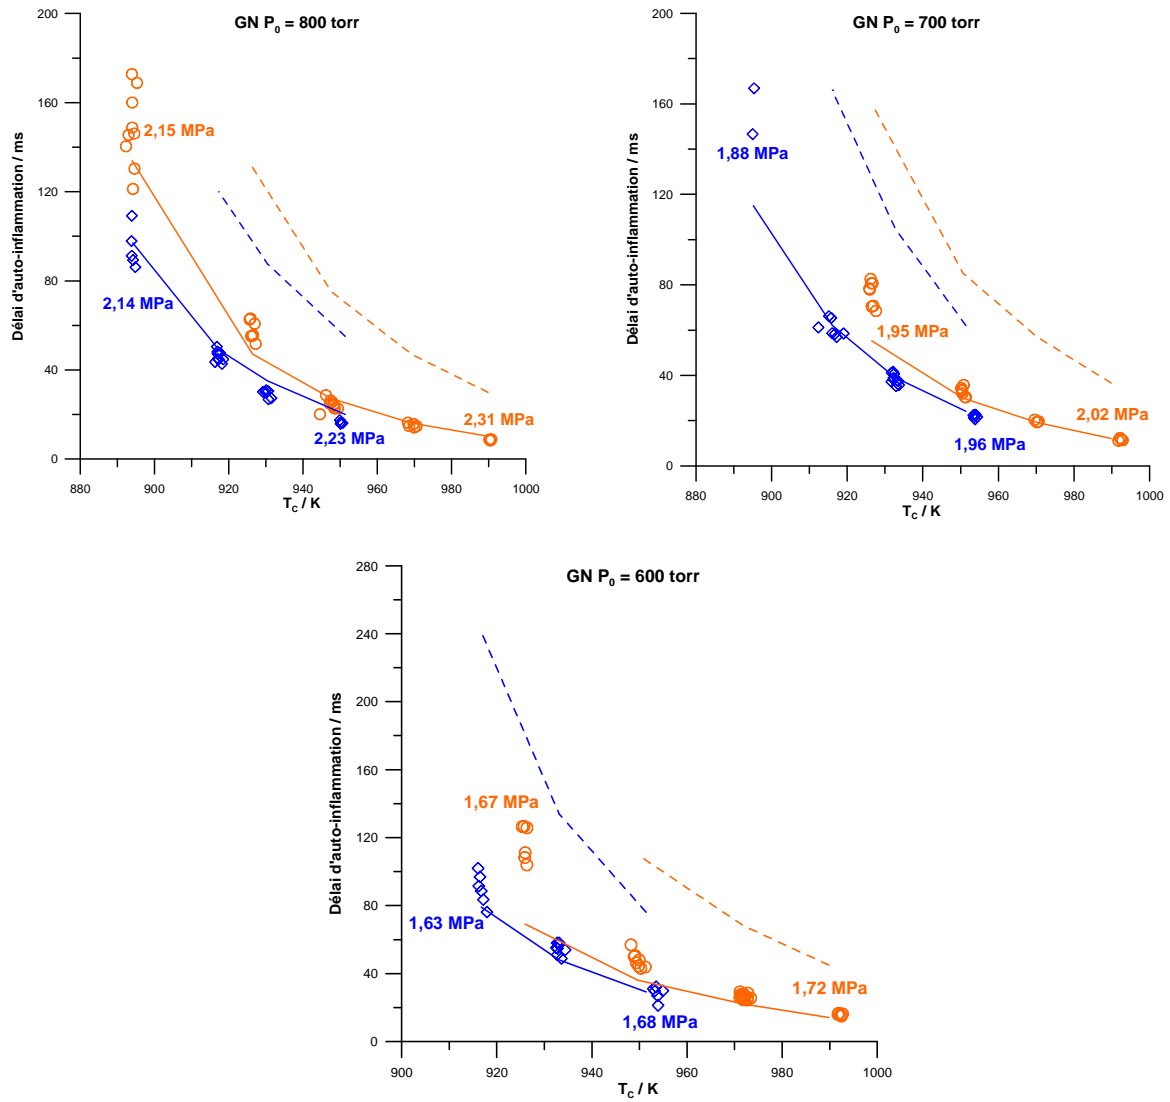 GN P0 = 800 torr
Délai d'auto-inflammation / ms
200
160
120
80
40
0
2,15 MPa
2,14 MPa
2,31 MPa
2,23 MPa
880 900 920 940 960 980 1000
TC / K
GN P0 = 700 torr
Délai d'auto-inflammation / ms
200
160
120
80
40
0
1,88 MPa
1,95 MPa
2,02 MPa
1,96 MPa
880 900 920 940 960 980 1000
TC / K
GN P0 = 600 torr
Délai d'auto-inflammation / ms
280
240
200
160
120
80
40
0
1,67 MPa
1,63 MPa
1,72 MPa
1,68 MPa
900 920 940 960 980 1000
TC / K